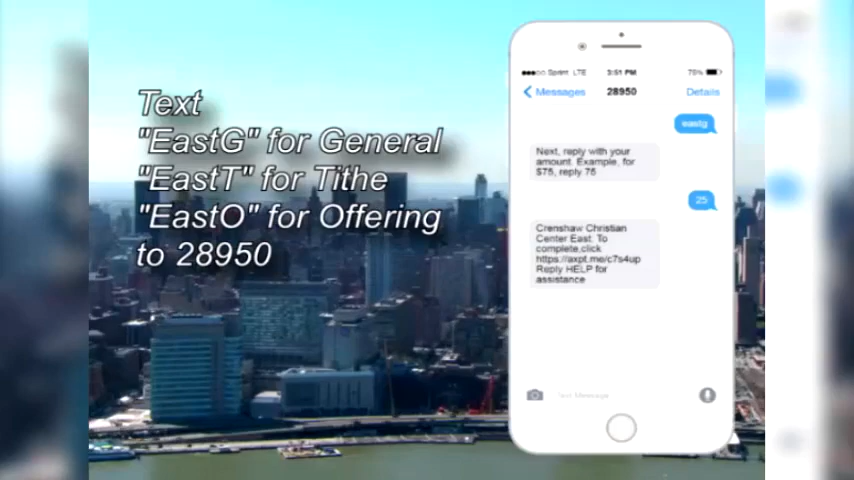 Text
"EastG" for General
"EastT" for Tithe
"EastO" for Offering
to 28950
Sprint LTE
3:51 PM
75%
Messages
28950
Details
eastg
Next, reply with your
amount. Example, for
$75, reply 75
25
Crenshaw Christian
Center East. To
complete,click
https://axpt.me/c7s4up
Reply HELP for
assistance
Text Message